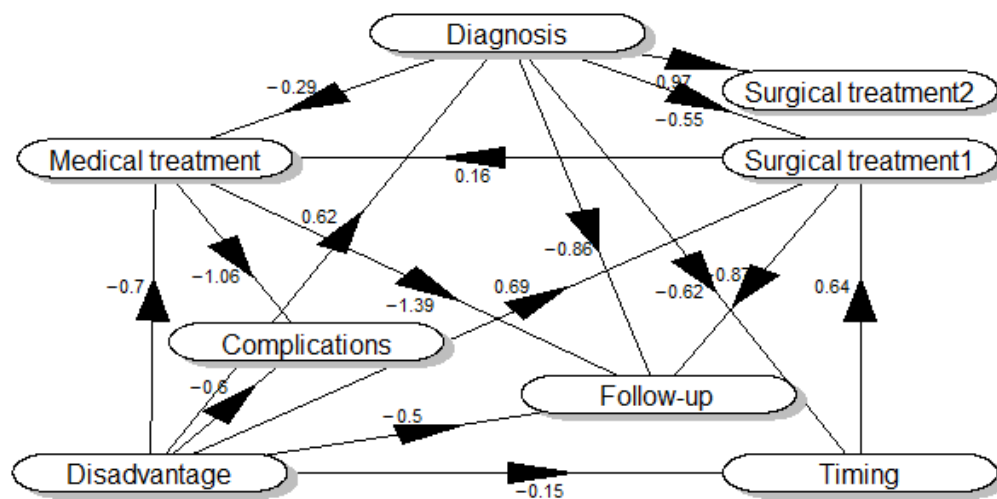 Diagnosis
0.97
−0.29
Surgical treatment2
−0.55
Medical treatment
Surgical treatment1
0.16
0.62
−0.86
−1.06
−0.87
−0.7
0.69
−0.62
0.64
−1.39
Complications
−0.6
Follow-up
−0.5
Disadvantage
Timing
−0.15